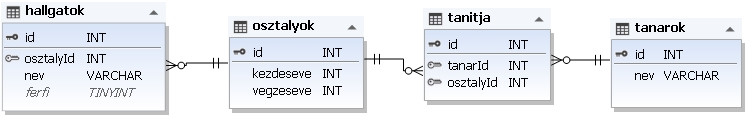 hallgatok
id INT
osztalyId INT
nev VARCHAR
ferfi TINYINT
osztalyok
id INT
kezdeseve INT
vegzeseve INT
tanitja
id INT
tanarId INT
osztalyId INT
tanarok
id INT
nev VARCHAR